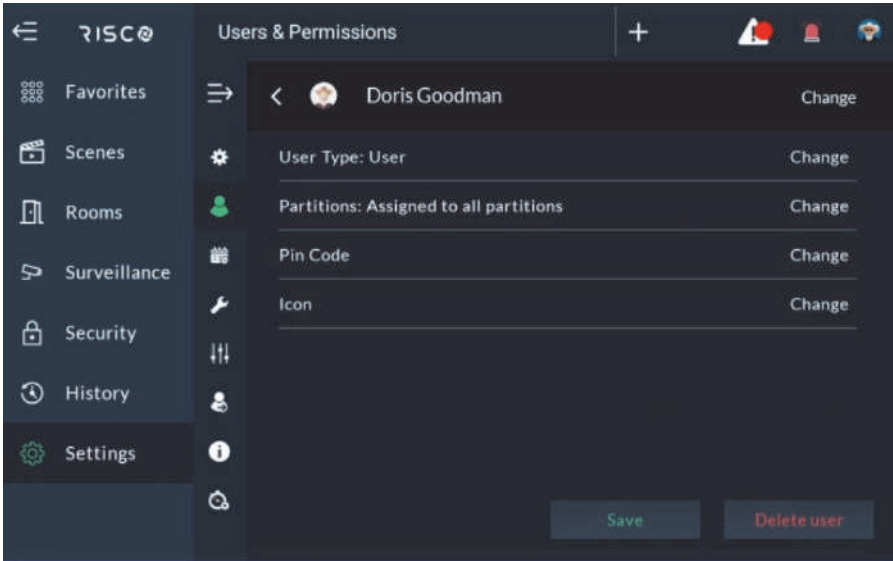 RISCO
Users & Permissions
+
Favorites
Doris Goodman
Change
Scenes
User Type: User
Change
Rooms
Partitions: Assigned to all partitions
Change
Surveillance
Pin Code
Change
Security
Icon
Change
History
Settings
Save
Delete user